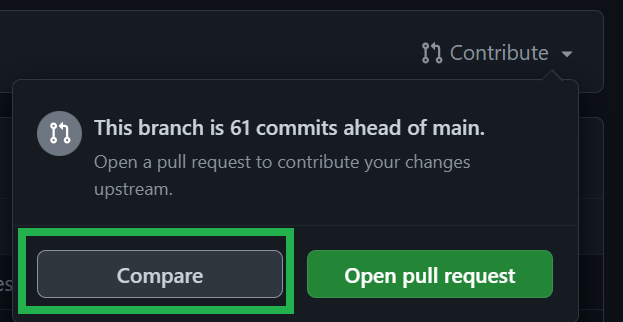 Contribute
This branch is 61 commits ahead of main.
Open a pull request to contribute your changes
upstream.
Compare
Open pull request